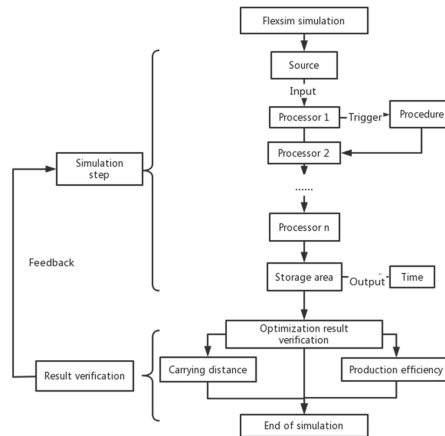 Flexsim simulation
Source
Input
Processor 1
Trigger
Procedure
Processor 2
Simulation
step
......
Processor n
Feedback
Storage area
Output
Time
Optimization result
verification
Result verification
Carrying distance
Production efficiency
End of simulation